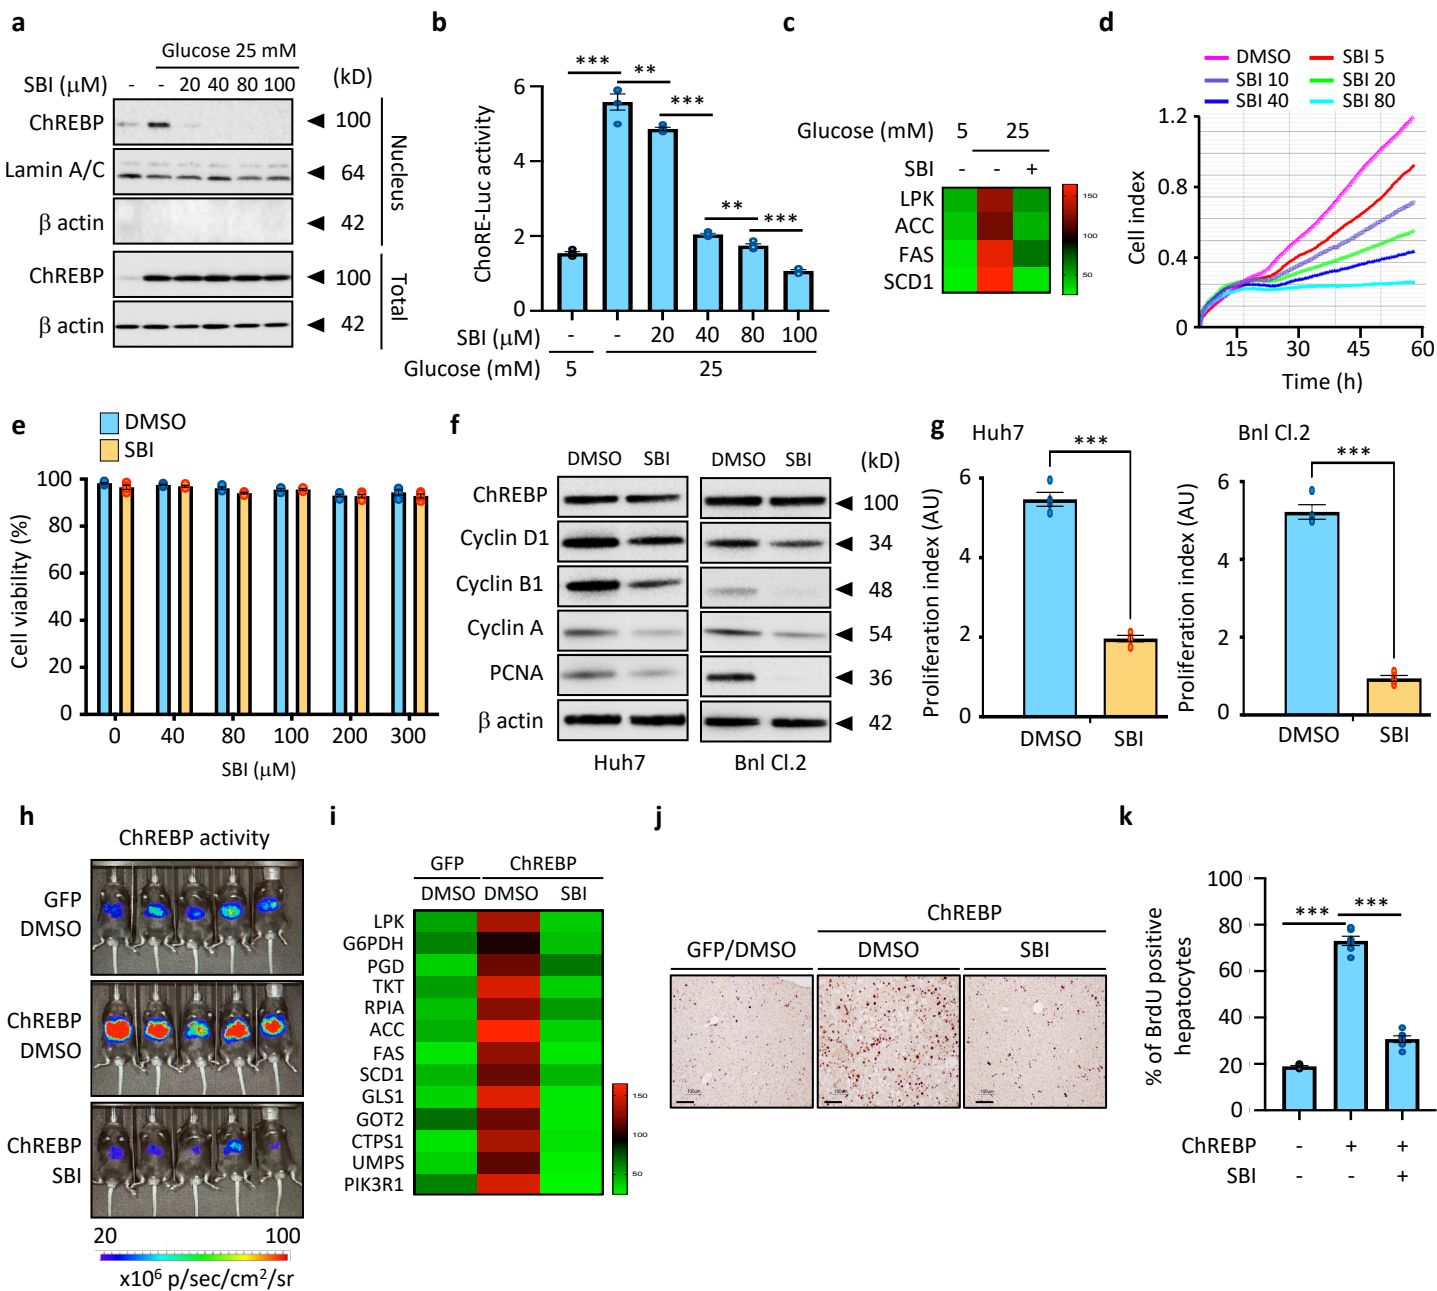 a
Glucose 25 mM
SBI (μM) - - 20 40 80 100 (kD)
ChREBP 100
Lamin A/C 64
β actin 42
Nucleus
ChREBP 100
β actin 42
Total
b
ChoRE-Luc activity
6
4
2
0
*** ** *** ** ***
SBI (μM) - - 20 40 80 100
Glucose (mM) 5 25
c
Glucose (mM) 5 25
SBI - - +
LPK
ACC
FAS
SCD1
150
100
50
d
DMSO SBI 5
SBI 10 SBI 20
SBI 40 SBI 80
Cell index
1.2
0.8
0.4
0
15 30 45 60
Time (h)
e
DMSO
SBI
Cell viability (%)
100
80
60
40
20
0
0 40 80 100 200 300
SBI (μM)
f
DMSO SBI DMSO SBI (kD)
ChREBP 100
Cyclin D1 34
Cyclin B1 48
Cyclin A 54
PCNA 36
β actin 42
Huh7 Bnl Cl.2
g
Huh7
***
Proliferation index (AU)
6
4
2
0
DMSO SBI
Bnl Cl.2
***
Proliferation index (AU)
6
4
2
0
DMSO SBI
h
ChREBP activity
GFP
DMSO
ChREBP
DMSO
ChREBP
SBI
20 100
x10⁶ p/sec/cm²/sr
i
GFP ChREBP
DMSO DMSO SBI
LPK
G6PDH
PGD
TKT
RPIA
ACC
FAS
SCD1
GLS1
GOT2
CTPS1
UMPS
PIK3R1
150
100
50
j
ChREBP
GFP/DMSO DMSO SBI
100μm 100μm 100μm
k
% of BrdU positive
hepatocytes
100
80
60
40
20
0
*** ***
ChREBP - + +
SBI - - +